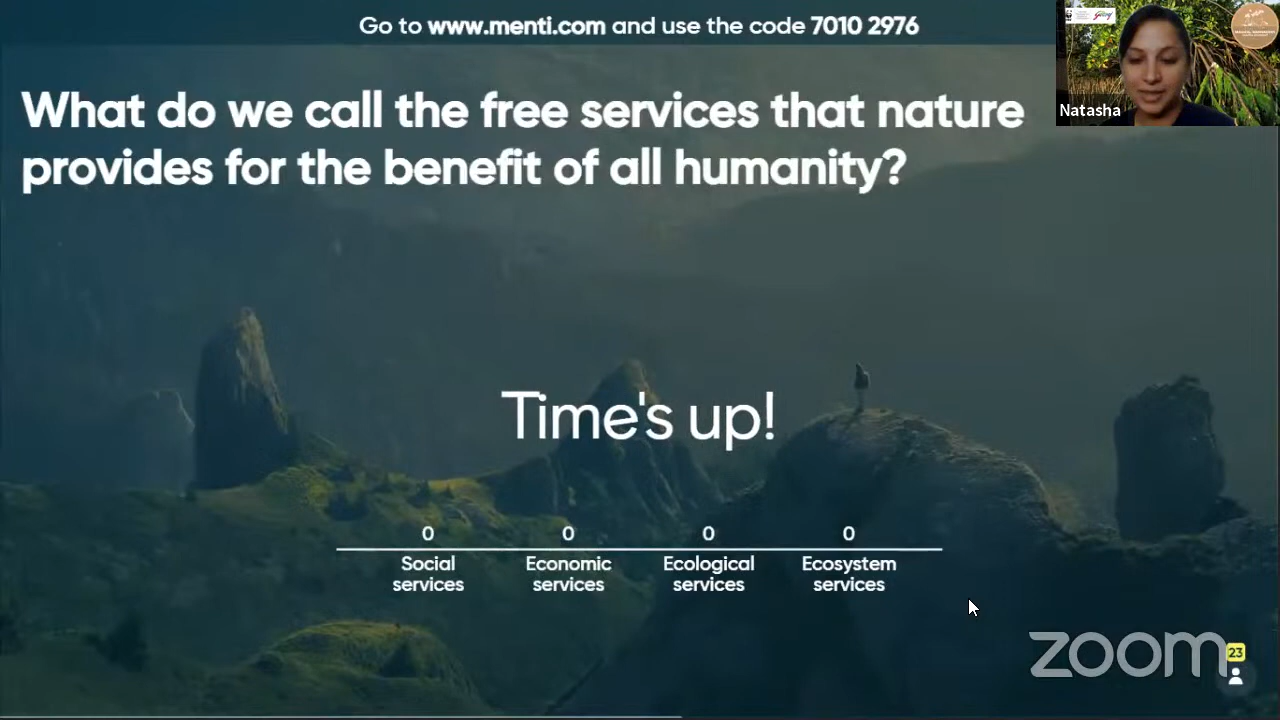 Go to www.menti.com and use the code 7010 2976
What do we call the free services that nature
provides for the benefit of all humanity?
Natasha
Time's up!
0 0 0 0
Social Economic Ecological Ecosystem
services services services services
zoom
23